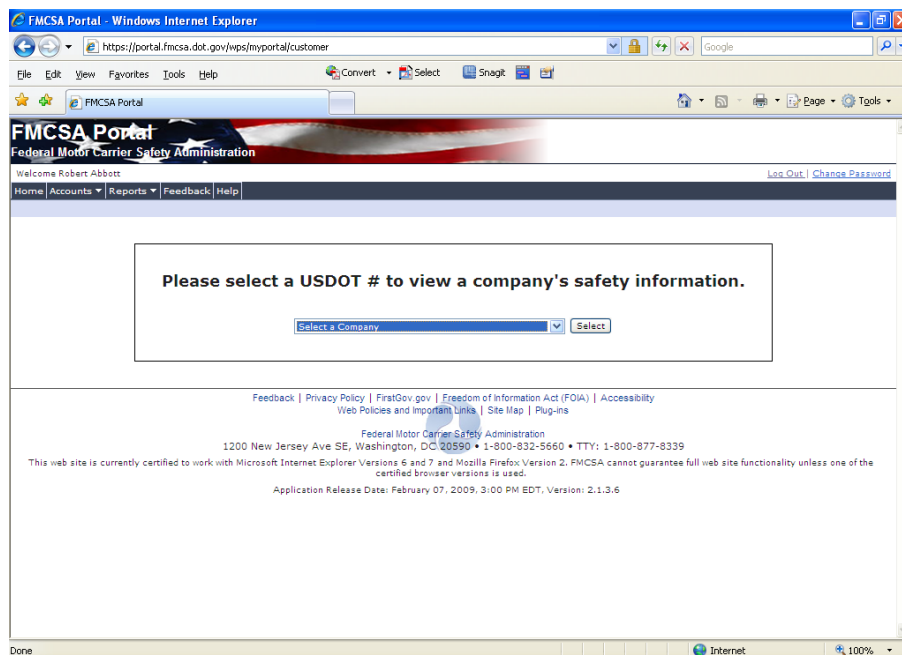 FMCSA Portal - Windows Internet Explorer
https://portal.fmcsa.dot.gov/wps/myportal/customer
Google
File Edit View Favorites Tools Help
Convert Select Snagit
FMCSA Portal
Page Tools
FMCSA Portal
Federal Motor Carrier Safety Administration
Welcome Robert Abbott
Log Out | Change Password
Home Accounts Reports Feedback Help
Please select a USDOT # to view a company's safety information.
Select a Company
Select
Feedback | Privacy Policy | FirstGov.gov | Freedom of Information Act (FOIA) | Accessibility
Web Policies and Important Links | Site Map | Plug-ins
Federal Motor Carrier Safety Administration
1200 New Jersey Ave SE, Washington, DC 20590 • 1-800-832-5660 • TTY: 1-800-877-8339
This web site is currently certified to work with Microsoft Internet Explorer Versions 6 and 7 and Mozilla Firefox Version 2. FMCSA cannot guarantee full web site functionality unless one of the
certified browser versions is used.
Application Release Date: February 07, 2009, 3:00 PM EDT, Version: 2.1.3.6
Done
Internet
100%